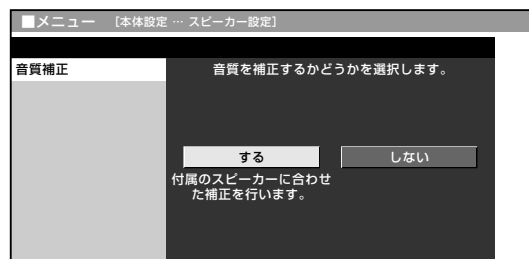 ■メニュー [本体設定 … スピーカー設定]
音質補正
音質を補正するかどうかを選択します。
する
しない
付属のスピーカーに合わせ
た補正を行います。